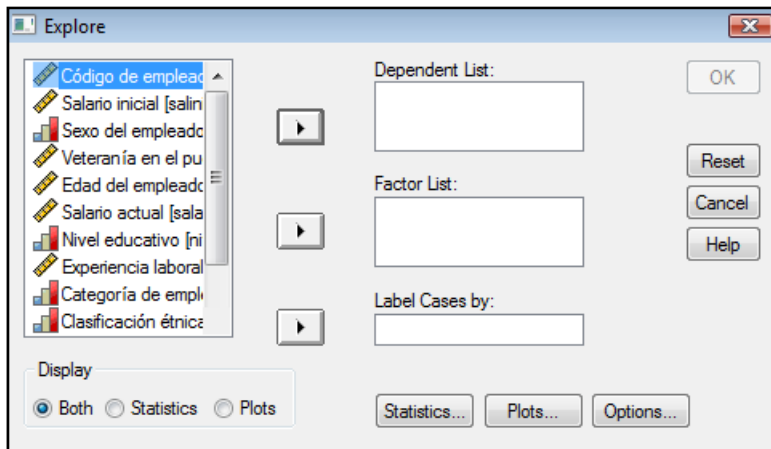 Explore
Código de emplead
Salario inicial [salin
Sexo del empleado
Veteranía en el pu
Edad del empleado
Salario actual [sala
Nivel educativo [ni
Experiencia laboral
Categoría de emple
Clasificación étnica
Dependent List:
Factor List:
Label Cases by:
OK
Reset
Cancel
Help
Display
Both
Statistics
Plots
Statistics...
Plots...
Options...